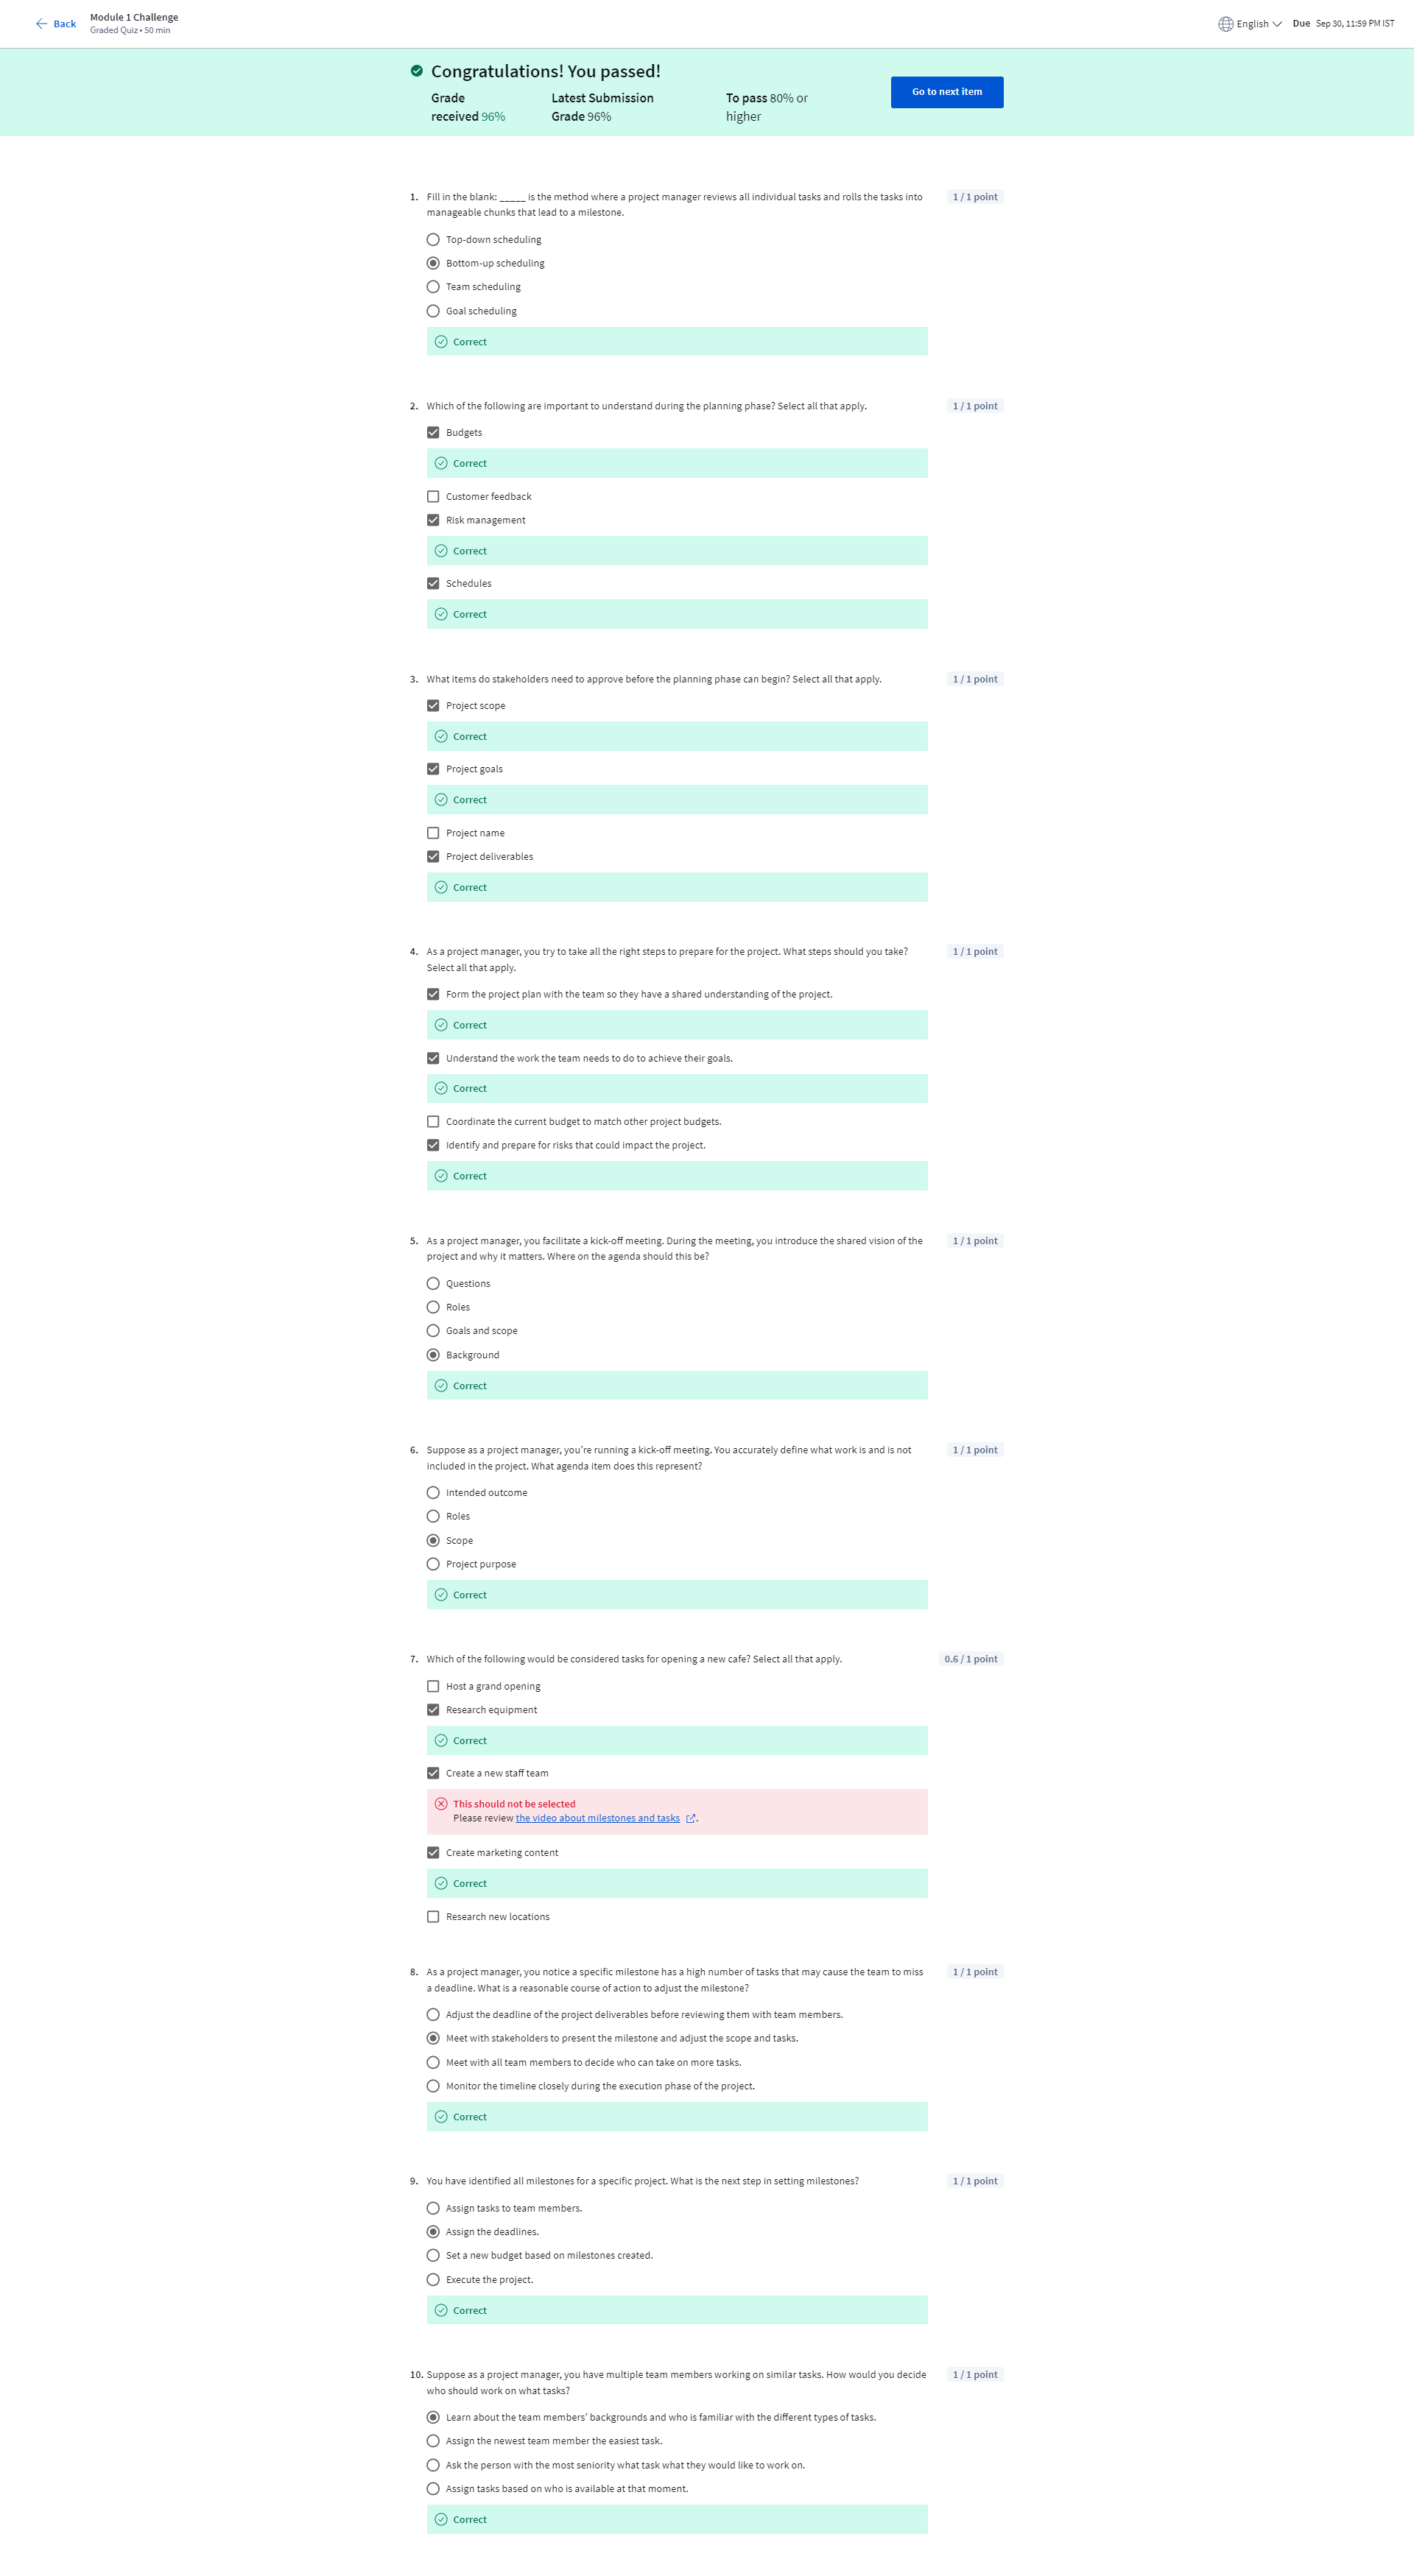 Back
Module 1 Challenge
Graded Quiz • 50 min
English
Due Sep 30, 11:59 PM IST
Congratulations! You passed!
Grade
received 96%
Latest Submission
Grade 96%
To pass 80% or
higher
Go to next item
1. Fill in the blank: _____ is the method where a project manager reviews all individual tasks and rolls the tasks into
manageable chunks that lead to a milestone.
1 / 1 point
Top-down scheduling
Bottom-up scheduling
Team scheduling
Goal scheduling
Correct
2. Which of the following are important to understand during the planning phase? Select all that apply.
1 / 1 point
Budgets
Correct
Customer feedback
Risk management
Correct
Schedules
Correct
3. What items do stakeholders need to approve before the planning phase can begin? Select all that apply.
1 / 1 point
Project scope
Correct
Project goals
Correct
Project name
Project deliverables
Correct
4. As a project manager, you try to take all the right steps to prepare for the project. What steps should you take?
Select all that apply.
1 / 1 point
Form the project plan with the team so they have a shared understanding of the project.
Correct
Understand the work the team needs to do to achieve their goals.
Correct
Coordinate the current budget to match other project budgets.
Identify and prepare for risks that could impact the project.
Correct
5. As a project manager, you facilitate a kick-off meeting. During the meeting, you introduce the shared vision of the
project and why it matters. Where on the agenda should this be?
1 / 1 point
Questions
Roles
Goals and scope
Background
Correct
6. Suppose as a project manager, you're running a kick-off meeting. You accurately define what work is and is not
included in the project. What agenda item does this represent?
1 / 1 point
Intended outcome
Roles
Scope
Project purpose
Correct
7. Which of the following would be considered tasks for opening a new cafe? Select all that apply.
0.6 / 1 point
Host a grand opening
Research equipment
Correct
Create a new staff team
This should not be selected
Please review the video about milestones and tasks .
Create marketing content
Correct
Research new locations
8. As a project manager, you notice a specific milestone has a high number of tasks that may cause the team to miss
a deadline. What is a reasonable course of action to adjust the milestone?
1 / 1 point
Adjust the deadline of the project deliverables before reviewing them with team members.
Meet with stakeholders to present the milestone and adjust the scope and tasks.
Meet with all team members to decide who can take on more tasks.
Monitor the timeline closely during the execution phase of the project.
Correct
9. You have identified all milestones for a specific project. What is the next step in setting milestones?
1 / 1 point
Assign tasks to team members.
Assign the deadlines.
Set a new budget based on milestones created.
Execute the project.
Correct
10. Suppose as a project manager, you have multiple team members working on similar tasks. How would you decide
who should work on what tasks?
1 / 1 point
Learn about the team members' backgrounds and who is familiar with the different types of tasks.
Assign the newest team member the easiest task.
Ask the person with the most seniority what task what they would like to work on.
Assign tasks based on who is available at that moment.
Correct